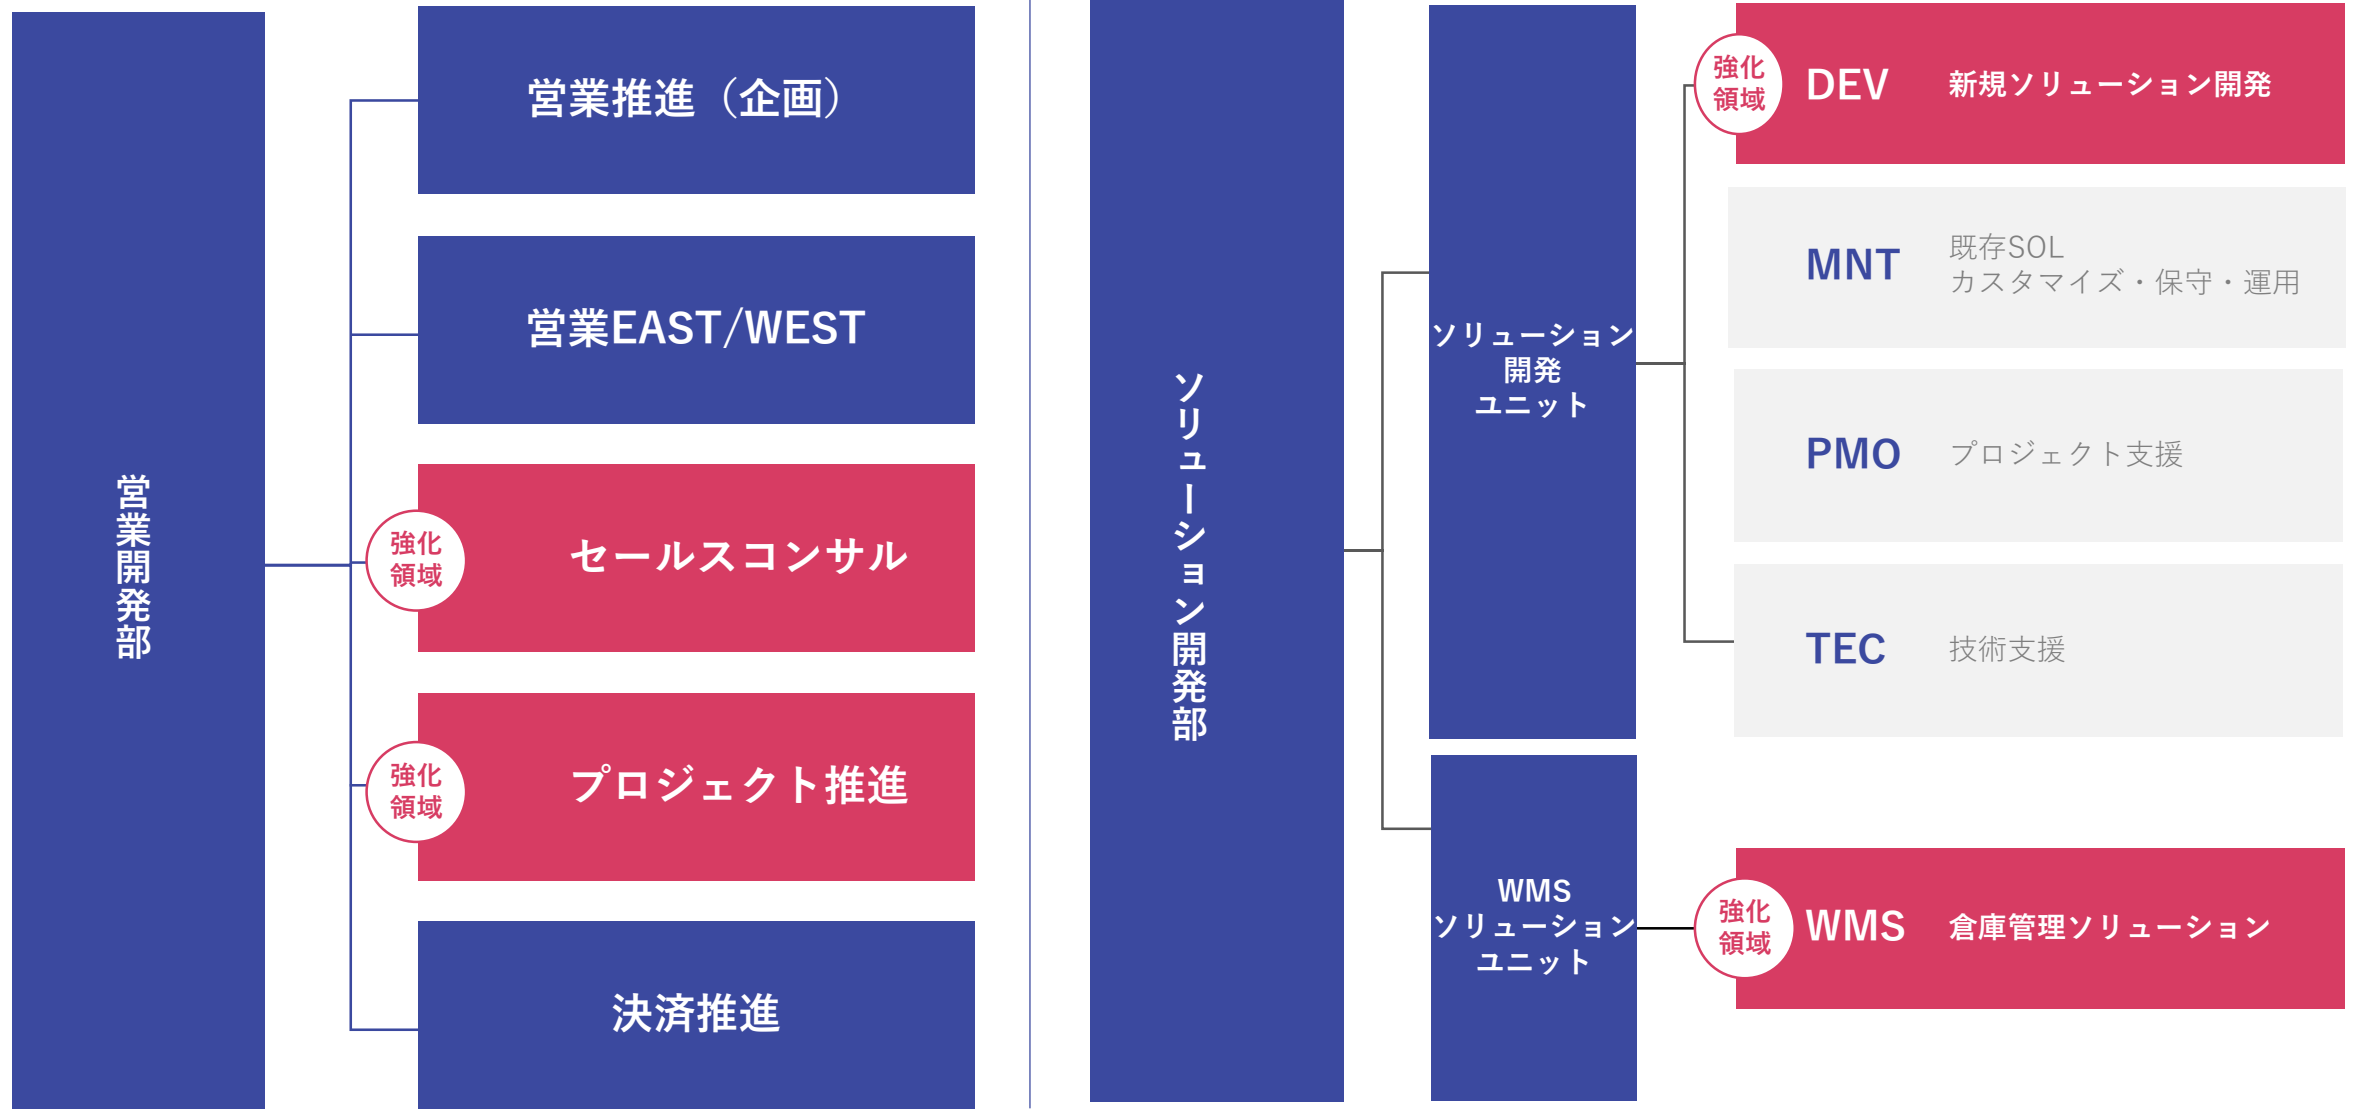 営業開発部
営業推進（企画）
営業EAST/WEST
強化
領域
セールスコンサル
強化
領域
プロジェクト推進
決済推進
ソリューション開発部
ソリューション
開発
ユニット
強化
領域
DEV 新規ソリューション開発
MNT 既存SOL
カスタマイズ・保守・運用
PMO プロジェクト支援
TEC 技術支援
WMS
ソリューション
ユニット
強化
領域
WMS 倉庫管理ソリューション